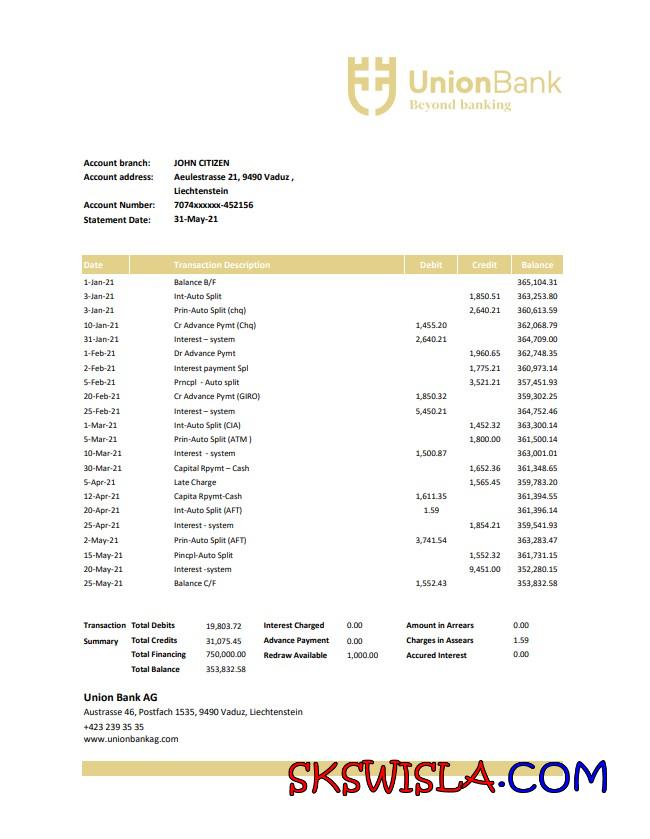 UnionBank
Beyond banking
Account branch: JOHN CITIZEN
Account address: Aeulestrasse 21, 9490 Vaduz ,
Liechtenstein
Account Number: 7074xxxxxx-452156
Statement Date: 31-May-21
Date Transaction Description Debit Credit Balance
1-Jan-21 Balance B/F 365,104.31
3-Jan-21 Int-Auto Split 1,850.51 363,253.80
3-Jan-21 Prin-Auto Split (chq) 2,640.21 360,613.59
10-Jan-21 Cr Advance Pymt (Chq) 1,455.20 362,068.79
31-Jan-21 Interest – system 2,640.21 364,709.00
1-Feb-21 Dr Advance Pymt 1,960.65 362,748.35
2-Feb-21 Interest payment Spl 1,775.21 360,973.14
5-Feb-21 Prncpl - Auto split 3,521.21 357,451.93
20-Feb-21 Cr Advance Pymt (GIRO) 1,850.32 359,302.25
25-Feb-21 Interest – system 5,450.21 364,752.46
1-Mar-21 Int-Auto Split (CIA) 1,452.32 363,300.14
5-Mar-21 Prin-Auto Split (ATM ) 1,800.00 361,500.14
10-Mar-21 Interest - system 1,500.87 363,001.01
30-Mar-21 Capital Rpymt – Cash 1,652.36 361,348.65
5-Apr-21 Late Charge 1,565.45 359,783.20
12-Apr-21 Capita Rpymt-Cash 1,611.35 361,394.55
20-Apr-21 Int-Auto Split (AFT) 1.59 361,396.14
25-Apr-21 Interest - system 1,854.21 359,541.93
2-May-21 Prin-Auto Split (AFT) 3,741.54 363,283.47
15-May-21 Pincpl-Auto Split 1,552.32 361,731.15
20-May-21 Interest -system 9,451.00 352,280.15
25-May-21 Balance C/F 1,552.43 353,832.58
Transaction Total Debits 19,803.72 Interest Charged 0.00 Amount in Arrears 0.00
Summary Total Credits 31,075.45 Advance Payment 0.00 Charges in Assears 1.59
Total Financing 750,000.00 Redraw Available 1,000.00 Accured Interest 0.00
Total Balance 353,832.58
Union Bank AG
Austrasse 46, Postfach 1535, 9490 Vaduz, Liechtenstein
+423 239 35 35
www.unionbankag.com
SKSWISLA.COM